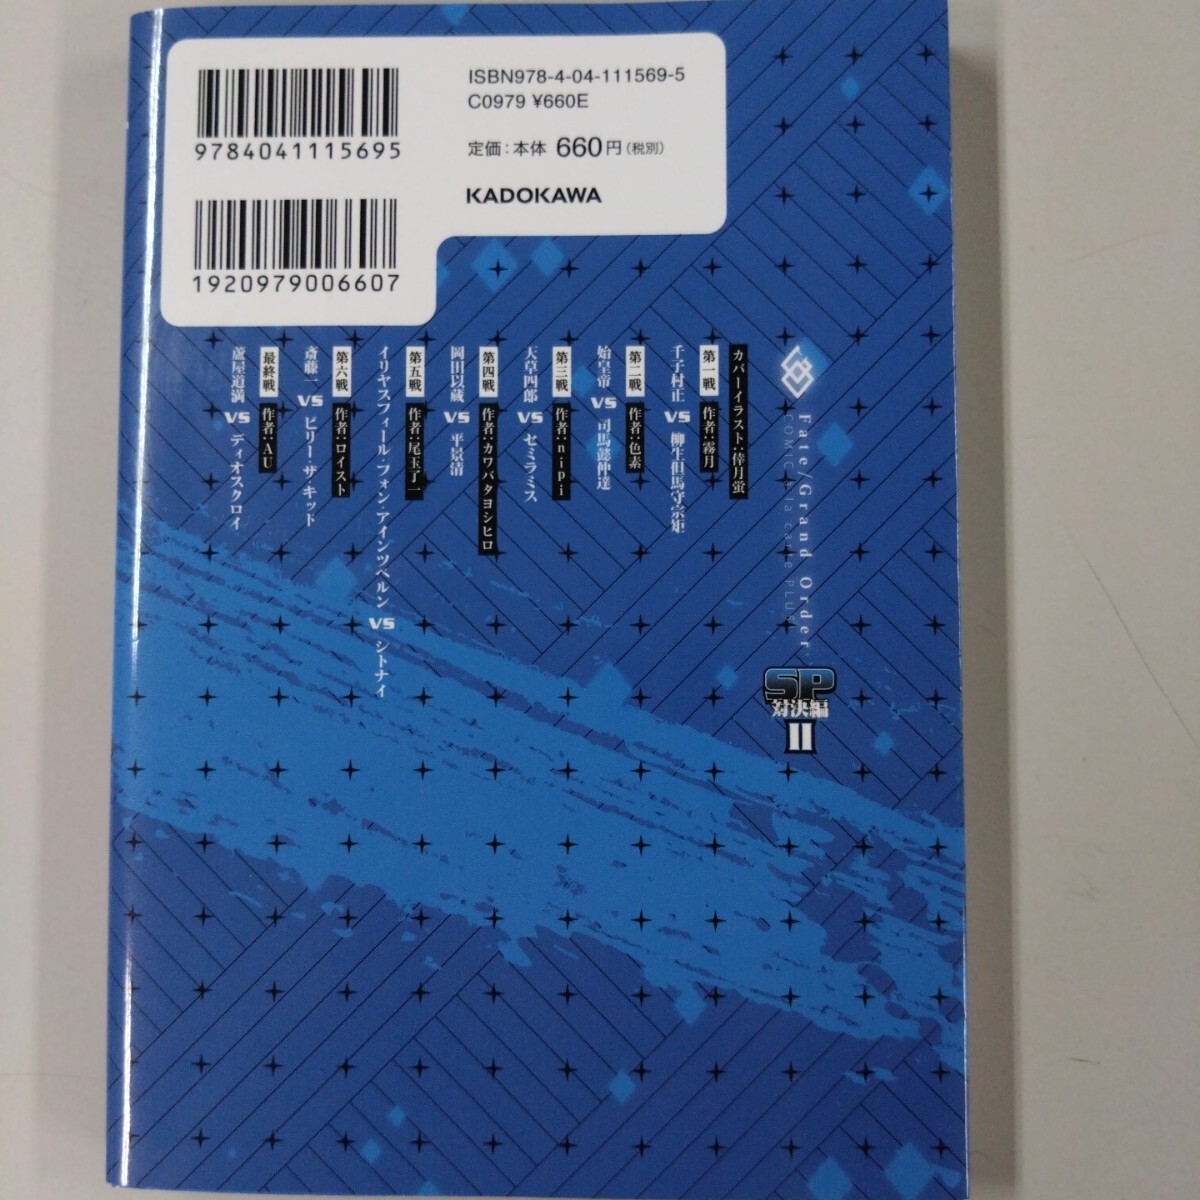 ISBN978-4-04-111569-5
C0979 ¥660E
定価:本体 660円(税別)
KADOKAWA
9784041115695
1920979006607
Fate/Grand Order
COMIC à la carte PLUS!
SP
対決編
II
カバーイラスト:倖月蛍
第一戦 作者:霧月
千子村正 VS 柳生但馬守宗矩
第二戦 作者:色素
始皇帝 VS 司馬懿仲達
第三戦 作者:nipi
天草四郎 VS セミラミス
第四戦 作者:カワバタヨシヒロ
岡田以蔵 VS 平景清
第五戦 作者:尾玉了一
イリヤスフィール・フォン・アインツベルン VS シトナイ
第六戦 作者:ロイスト
斎藤一 VS ビリー・ザ・キッド
最終戦 作者:AU
蘆屋道満 VS ディオスクロイ